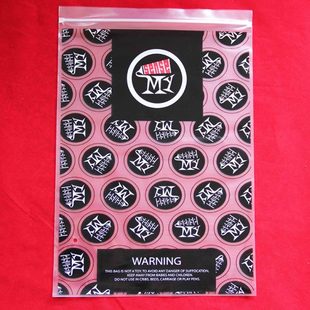 MY
WARNING
THIS BAG IS NOT A TOY. TO AVOID ANY DANGER OF SUFFOCATION,
KEEP AWAY FROM BABIES AND CHILDREN.
DO NOT USE IN CRIBS, BEDS, CARRIAGE OR PLAY PENS.